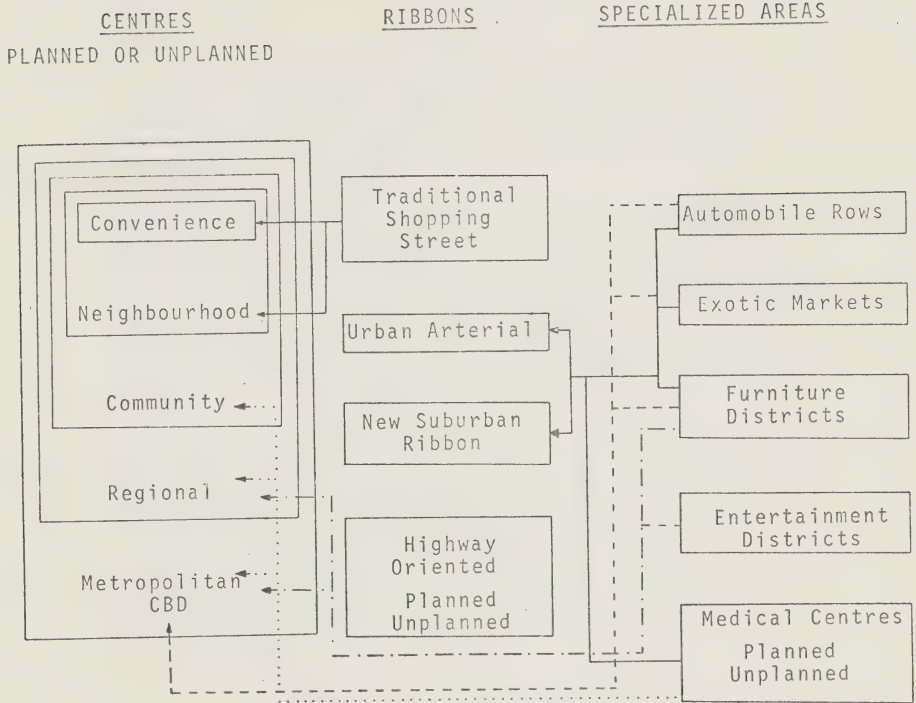 CENTRES
PLANNED OR UNPLANNED
RIBBONS
SPECIALIZED AREAS
Convenience
Neighbourhood
Community
Regional
Metropolitan
CBD
Traditional
Shopping
Street
Urban Arterial
New Suburban
Ribbon
Highway
Oriented
Planned
Unplanned
Automobile Rows
Exotic Markets
Furniture
Districts
Entertainment
Districts
Medical Centres
Planned
Unplanned